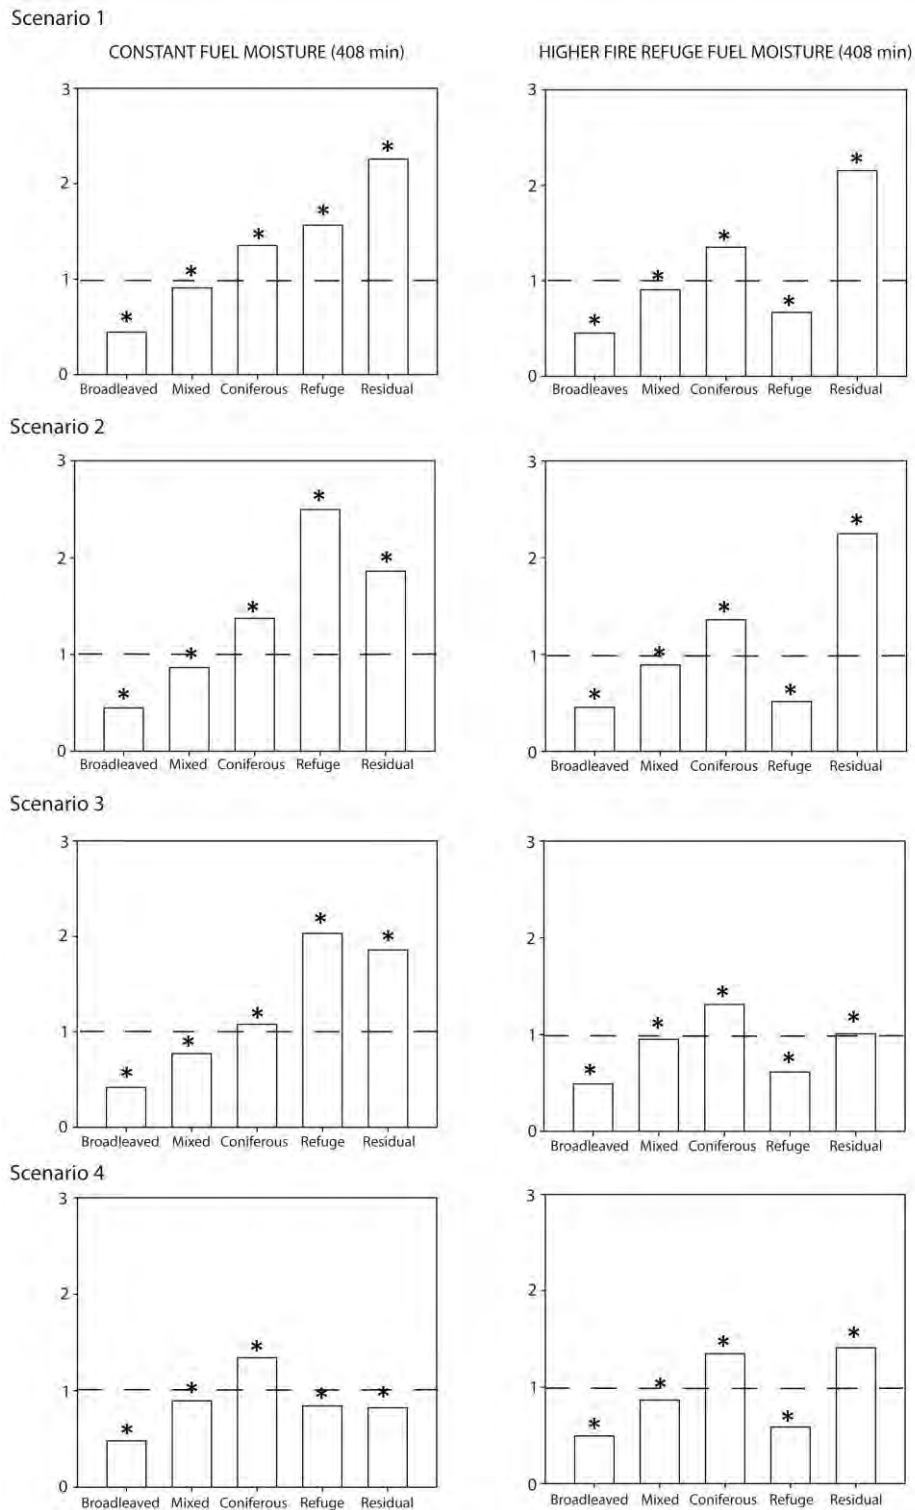 Scenario 1
CONSTANT FUEL MOISTURE (408 min) HIGHER FIRE REFUGE FUEL MOISTURE (408 min)
3 3
* *
2 2
* * *
* *
1 1
* * *
0 0
Broadleaved Mixed Coniferous Refuge Residual Broadleaves Mixed Coniferous Refuge Residual
Scenario 2
3 3
* *
2 * 2
* *
1 * 1 *
* * *
0 0
Broadleaved Mixed Coniferous Refuge Residual Broadleaved Mixed Coniferous Refuge Residual
Scenario 3
3 3
* *
2 2
* * * *
1 * 1
* * *
0 0
Broadleaved Mixed Coniferous Refuge Residual Broadleaved Mixed Coniferous Refuge Residual
Scenario 4
3 3
2 2
* * *
1 * * * 1 *
* * *
0 0
Broadleaved Mixed Coniferous Refuge Residual Broadleaved Mixed Coniferous Refuge Residual